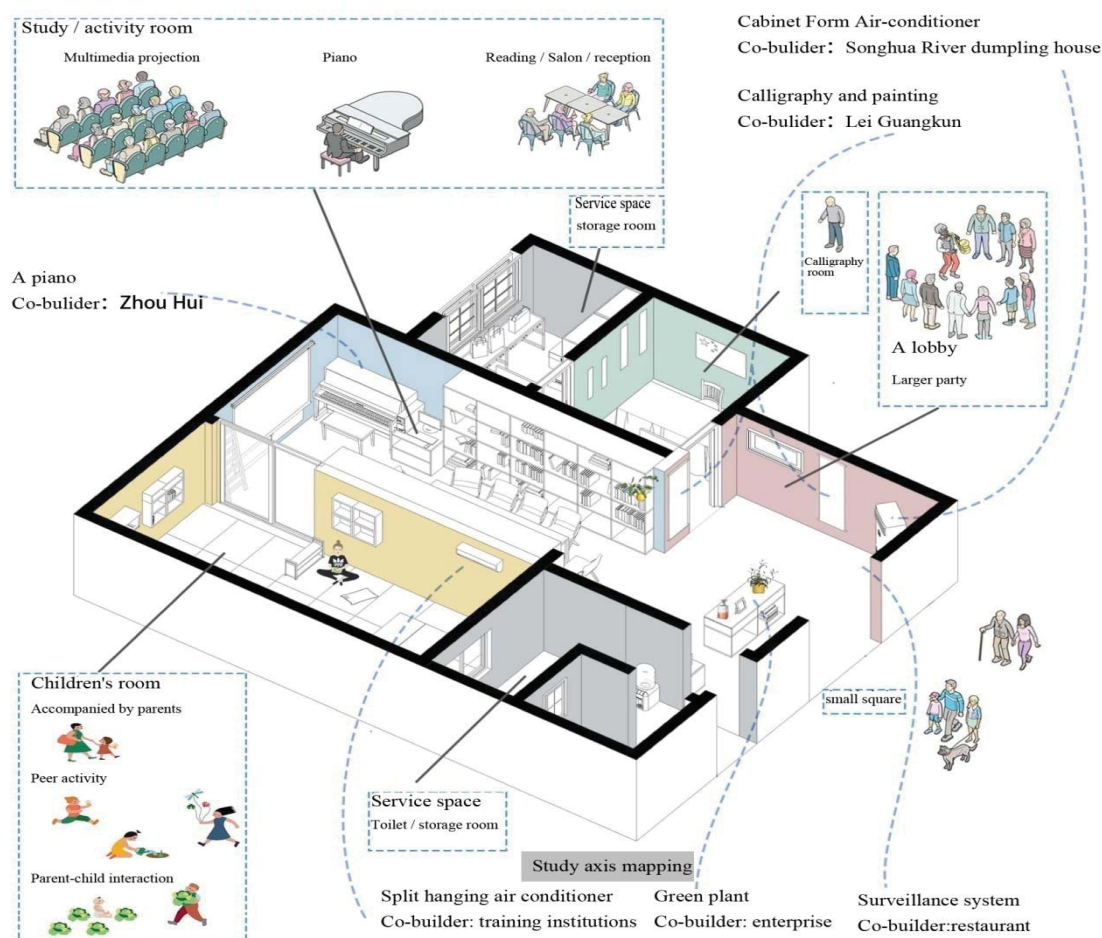 Study / activity room
Multimedia projection
Piano
Reading / Salon / reception
Cabinet Form Air-conditioner
Co-bulider：Songhua River dumpling house
Calligraphy and painting
Co-bulider：Lei Guangkun
Service space
storage room
Calligraphy
room
A lobby
Larger party
A piano
Co-bulider：Zhou Hui
Children's room
Accompanied by parents
Peer activity
Parent-child interaction
small square
Service space
Toilet / storage room
Study axis mapping
Split hanging air conditioner
Co-builder: training institutions
Green plant
Co-builder: enterprise
Surveillance system
Co-builder:restaurant